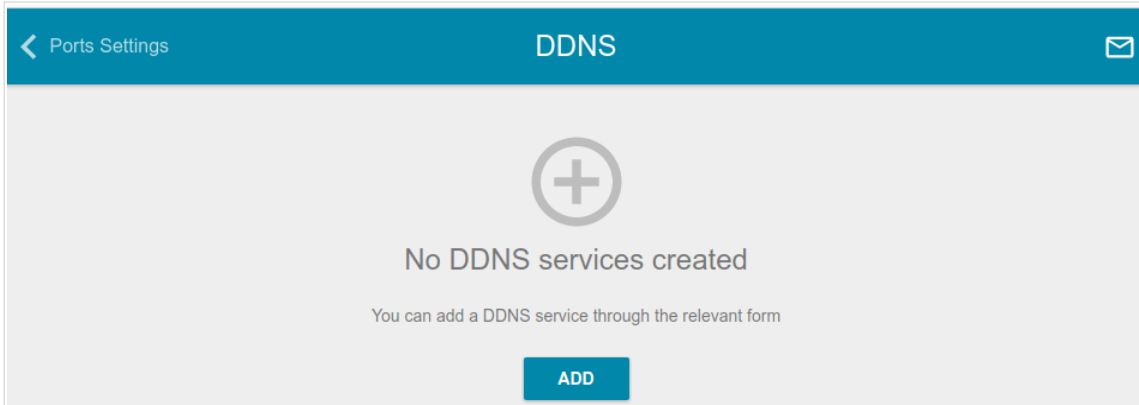 Ports Settings
DDNS
No DDNS services created
You can add a DDNS service through the relevant form
ADD